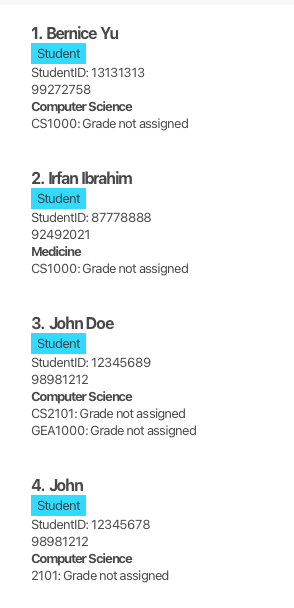 1. Bernice Yu
Student
StudentID: 13131313
99272758
Computer Science
CS1000: Grade not assigned
2. Irfan Ibrahim
Student
StudentID: 87778888
92492021
Medicine
CS1000: Grade not assigned
3. John Doe
Student
StudentID: 12345689
98981212
Computer Science
CS2101: Grade not assigned
GEA1000: Grade not assigned
4. John
Student
StudentID: 12345678
98981212
Computer Science
2101: Grade not assigned